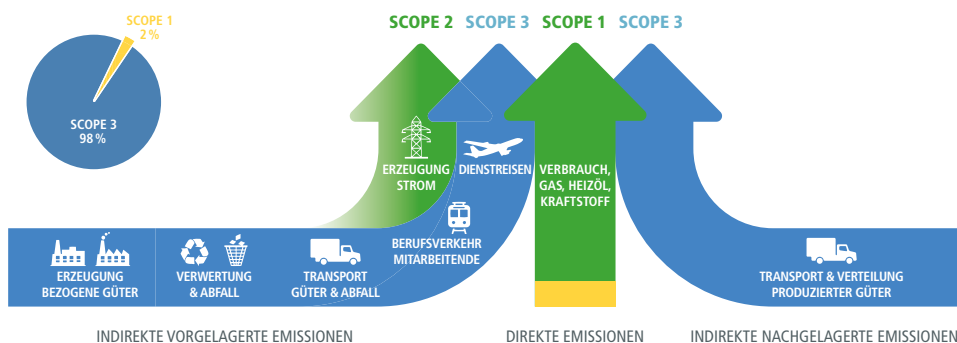 SCOPE 2
SCOPE 3
SCOPE 1
SCOPE 3
SCOPE 1
2 %
SCOPE 3
98 %
ERZEUGUNG
STROM
DIENSTREISEN
VERBRAUCH,
GAS, HEIZÖL,
KRAFTSTOFF
BERUFSVERKEHR
MITARBEITENDE
ERZEUGUNG
BEZOGENE GÜTER
VERWERTUNG
& ABFALL
TRANSPORT
GÜTER & ABFALL
TRANSPORT & VERTEILUNG
PRODUZIERTER GÜTER
INDIREKTE VORGELAGERTE EMISSIONEN
DIREKTE EMISSIONEN
INDIREKTE NACHGELAGERTE EMISSIONEN